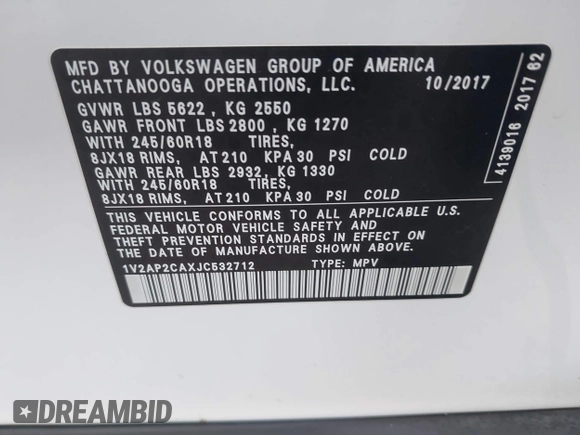 MFD BY VOLKSWAGEN GROUP OF AMERICA
CHATTANOOGA OPERATIONS, LLC. 10/2017
GVWR LBS 5622 , KG 2550
GAWR FRONT LBS 2800 , KG 1270
WITH 245/60R18 TIRES,
8JX18 RIMS, AT 210 KPA 30 PSI COLD
GAWR REAR LBS 2932, KG 1330
WITH 245/60R18 TIRES,
8JX18 RIMS, AT 210 KPA 30 PSI COLD
THIS VEHICLE CONFORMS TO ALL APPLICABLE U.S.
FEDERAL MOTOR VEHICLE SAFETY AND
THEFT PREVENTION STANDARDS IN EFFECT ON
THE DATE OF MANUFACTURE SHOWN ABOVE.
1V2AP2CAXJC532712 TYPE: MPV
4139016 2017 62
DREAMBID